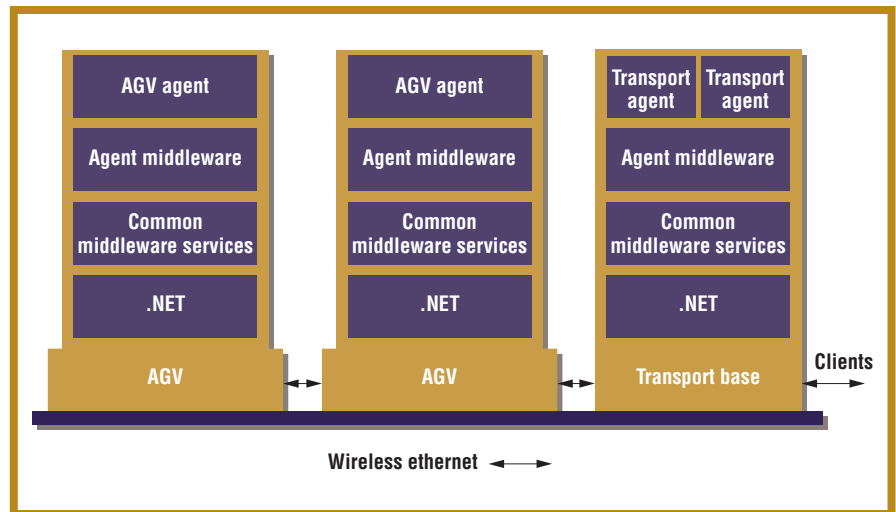 AGV agent
Agent middleware
Common
middleware services
.NET
AGV
AGV agent
Agent middleware
Common
middleware services
.NET
AGV
Transport
agent
Transport
agent
Agent middleware
Common
middleware services
.NET
Transport base
Clients
Wireless ethernet